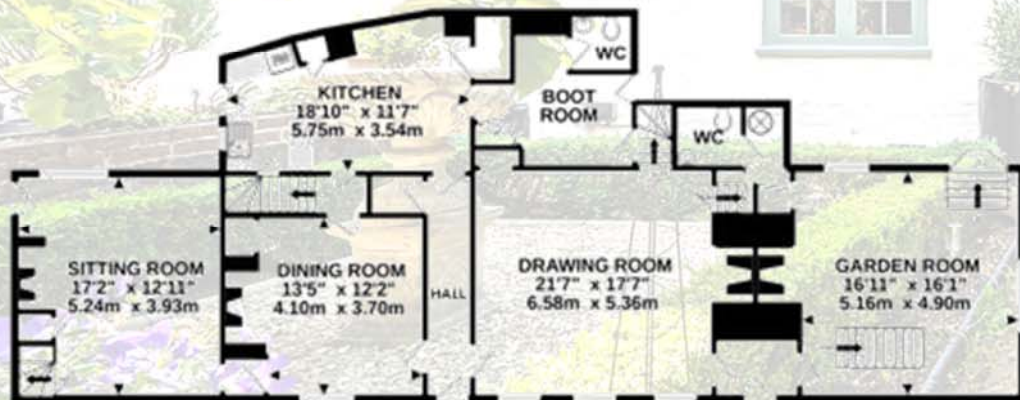 WC
KITCHEN
18'10" x 11'7"
5.75m x 3.54m
BOOT
ROOM
WC
SITTING ROOM
17'2" x 12'11"
5.24m x 3.93m
DINING ROOM
13'5" x 12'2"
4.10m x 3.70m
HALL
DRAWING ROOM
21'7" x 17'7"
6.58m x 5.36m
GARDEN ROOM
16'11" x 16'1"
5.16m x 4.90m